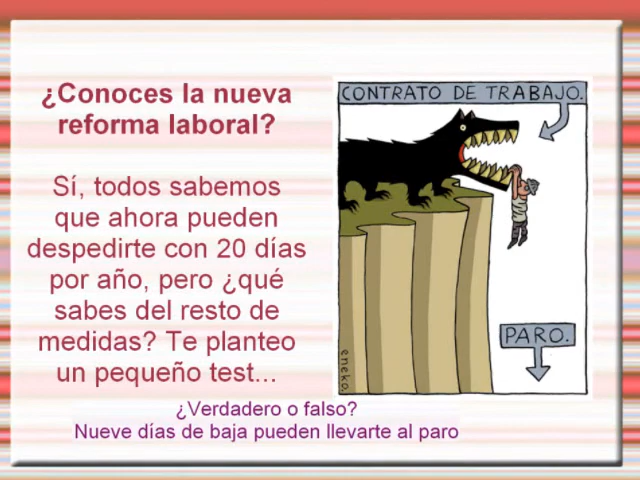 ¿Conoces la nueva
reforma laboral?
Sí, todos sabemos
que ahora pueden
despedirte con 20 días
por año, pero ¿qué
sabes del resto de
medidas? Te planteo
un pequeño test...
CONTRATO DE TRABAJO.
PARO.
eneko.
¿Verdadero o falso?
Nueve días de baja pueden llevarte al paro